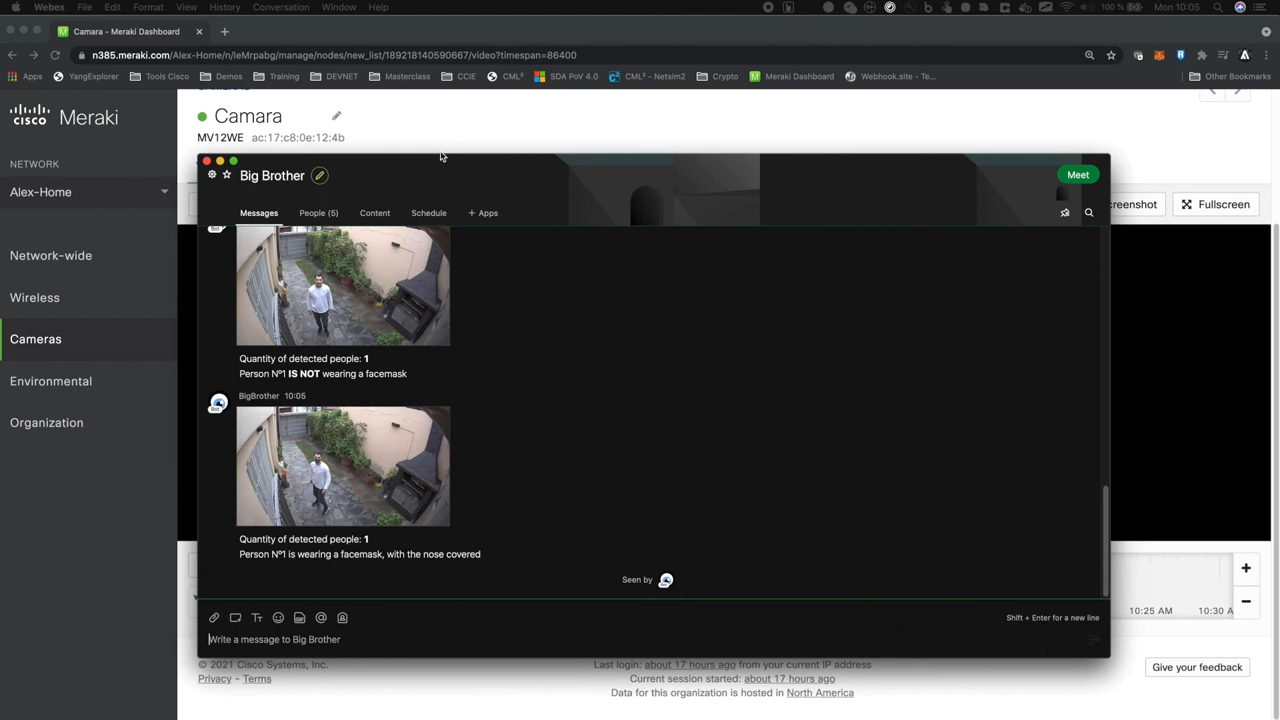 Webex File Edit Format View History Conversation Window Help 100 % Mon 10:05
Camara - Meraki Dashboard
n385.meraki.com/Alex-Home/n/IeMrpabg/manage/nodes/new_list/189218140590667/video?timespan=86400
Apps YangExplorer Tools Cisco Demos Training DEVNET Masterclass CCIE CML² SDA PoV 4.0 CML² - Netsim2 Crypto Meraki Dashboard Webhook.site - Te... Other Bookmarks
cisco Meraki
Camara
MV12WE ac:17:c8:0e:12:4b
NETWORK
Alex-Home
Network-wide
Wireless
Cameras
Environmental
Organization
Big Brother
Meet
Messages People (5) Content Schedule + Apps
reenshot Fullscreen
Bot
Quantity of detected people: 1
Person Nº1 IS NOT wearing a facemask
BigBrother 10:05
Bot
Quantity of detected people: 1
Person Nº1 is wearing a facemask, with the nose covered
Seen by
Shift + Enter for a new line
Write a message to Big Brother
10:25 AM 10:30 A
© 2021 Cisco Systems, Inc.
Privacy - Terms
Last login: about 17 hours ago from your current IP address
Current session started: about 17 hours ago
Data for this organization is hosted in North America
Give your feedback